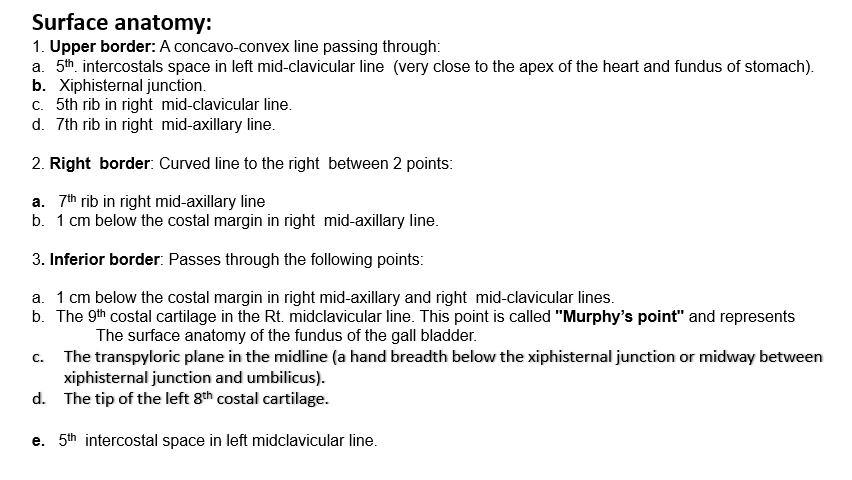 Surface anatomy:
1. Upper border: A concavo-convex line passing through:
a. 5th. intercostals space in left mid-clavicular line (very close to the apex of the heart and fundus of stomach).
b. Xiphisternal junction.
c. 5th rib in right mid-clavicular line.
d. 7th rib in right mid-axillary line.
2. Right border: Curved line to the right between 2 points:
a. 7th rib in right mid-axillary line
b. 1 cm below the costal margin in right mid-axillary line.
3. Inferior border: Passes through the following points:
a. 1 cm below the costal margin in right mid-axillary and right mid-clavicular lines.
b. The 9th costal cartilage in the Rt. midclavicular line. This point is called "Murphy’s point" and represents
The surface anatomy of the fundus of the gall bladder.
c. The transpyloric plane in the midline (a hand breadth below the xiphisternal junction or midway between
xiphisternal junction and umbilicus).
d. The tip of the left 8th costal cartilage.
e. 5th intercostal space in left midclavicular line.